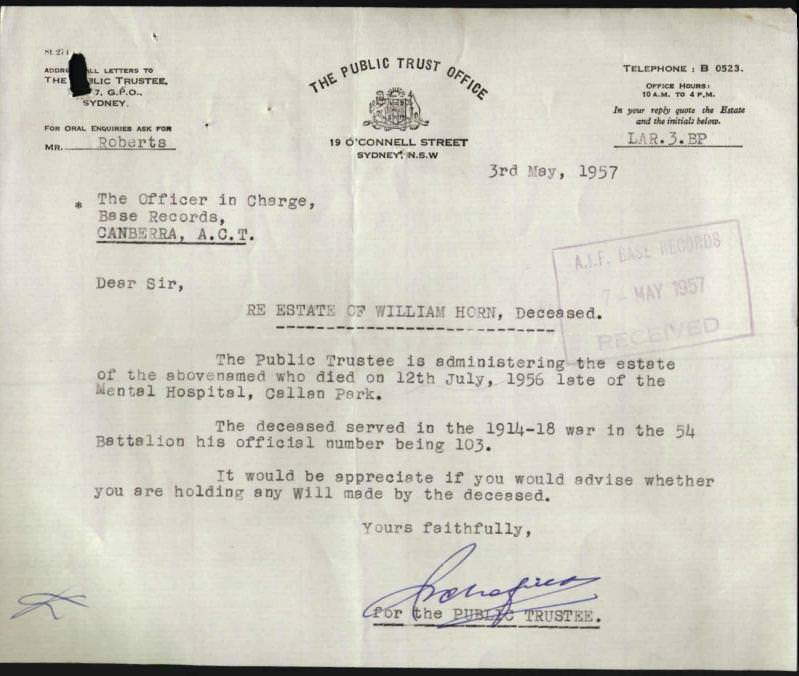 St. 274
ADDRE ALL LETTERS TO
THE PUBLIC TRUSTEE,
7, G.P.O.,
SYDNEY.
FOR ORAL ENQUIRIES ASK FOR
MR. Roberts
THE PUBLIC TRUST OFFICE
19 O'CONNELL STREET
SYDNEY, N.S.W
TELEPHONE : B 0523.
OFFICE HOURS:
10 A.M. TO 4 P.M.
In your reply quote the Estate
and the initials below.
LAR.3.BP
3rd May, 1957
* The Officer in Charge,
Base Records,
CANBERRA, A.C.T.
A.I.F. BASE RECORDS
7 - MAY 1957
RECEIVED
Dear Sir,
RE ESTATE OF WILLIAM HORN, Deceased.
The Public Trustee is administering the estate
of the abovenamed who died on 12th July, 1956 late of the
Mental Hospital, Callan Park.
The deceased served in the 1914-18 war in the 54
Battalion his official number being 103.
It would be appreciate if you would advise whether
you are holding any Will made by the deceased.
Yours faithfully,
for the PUBLIC TRUSTEE.